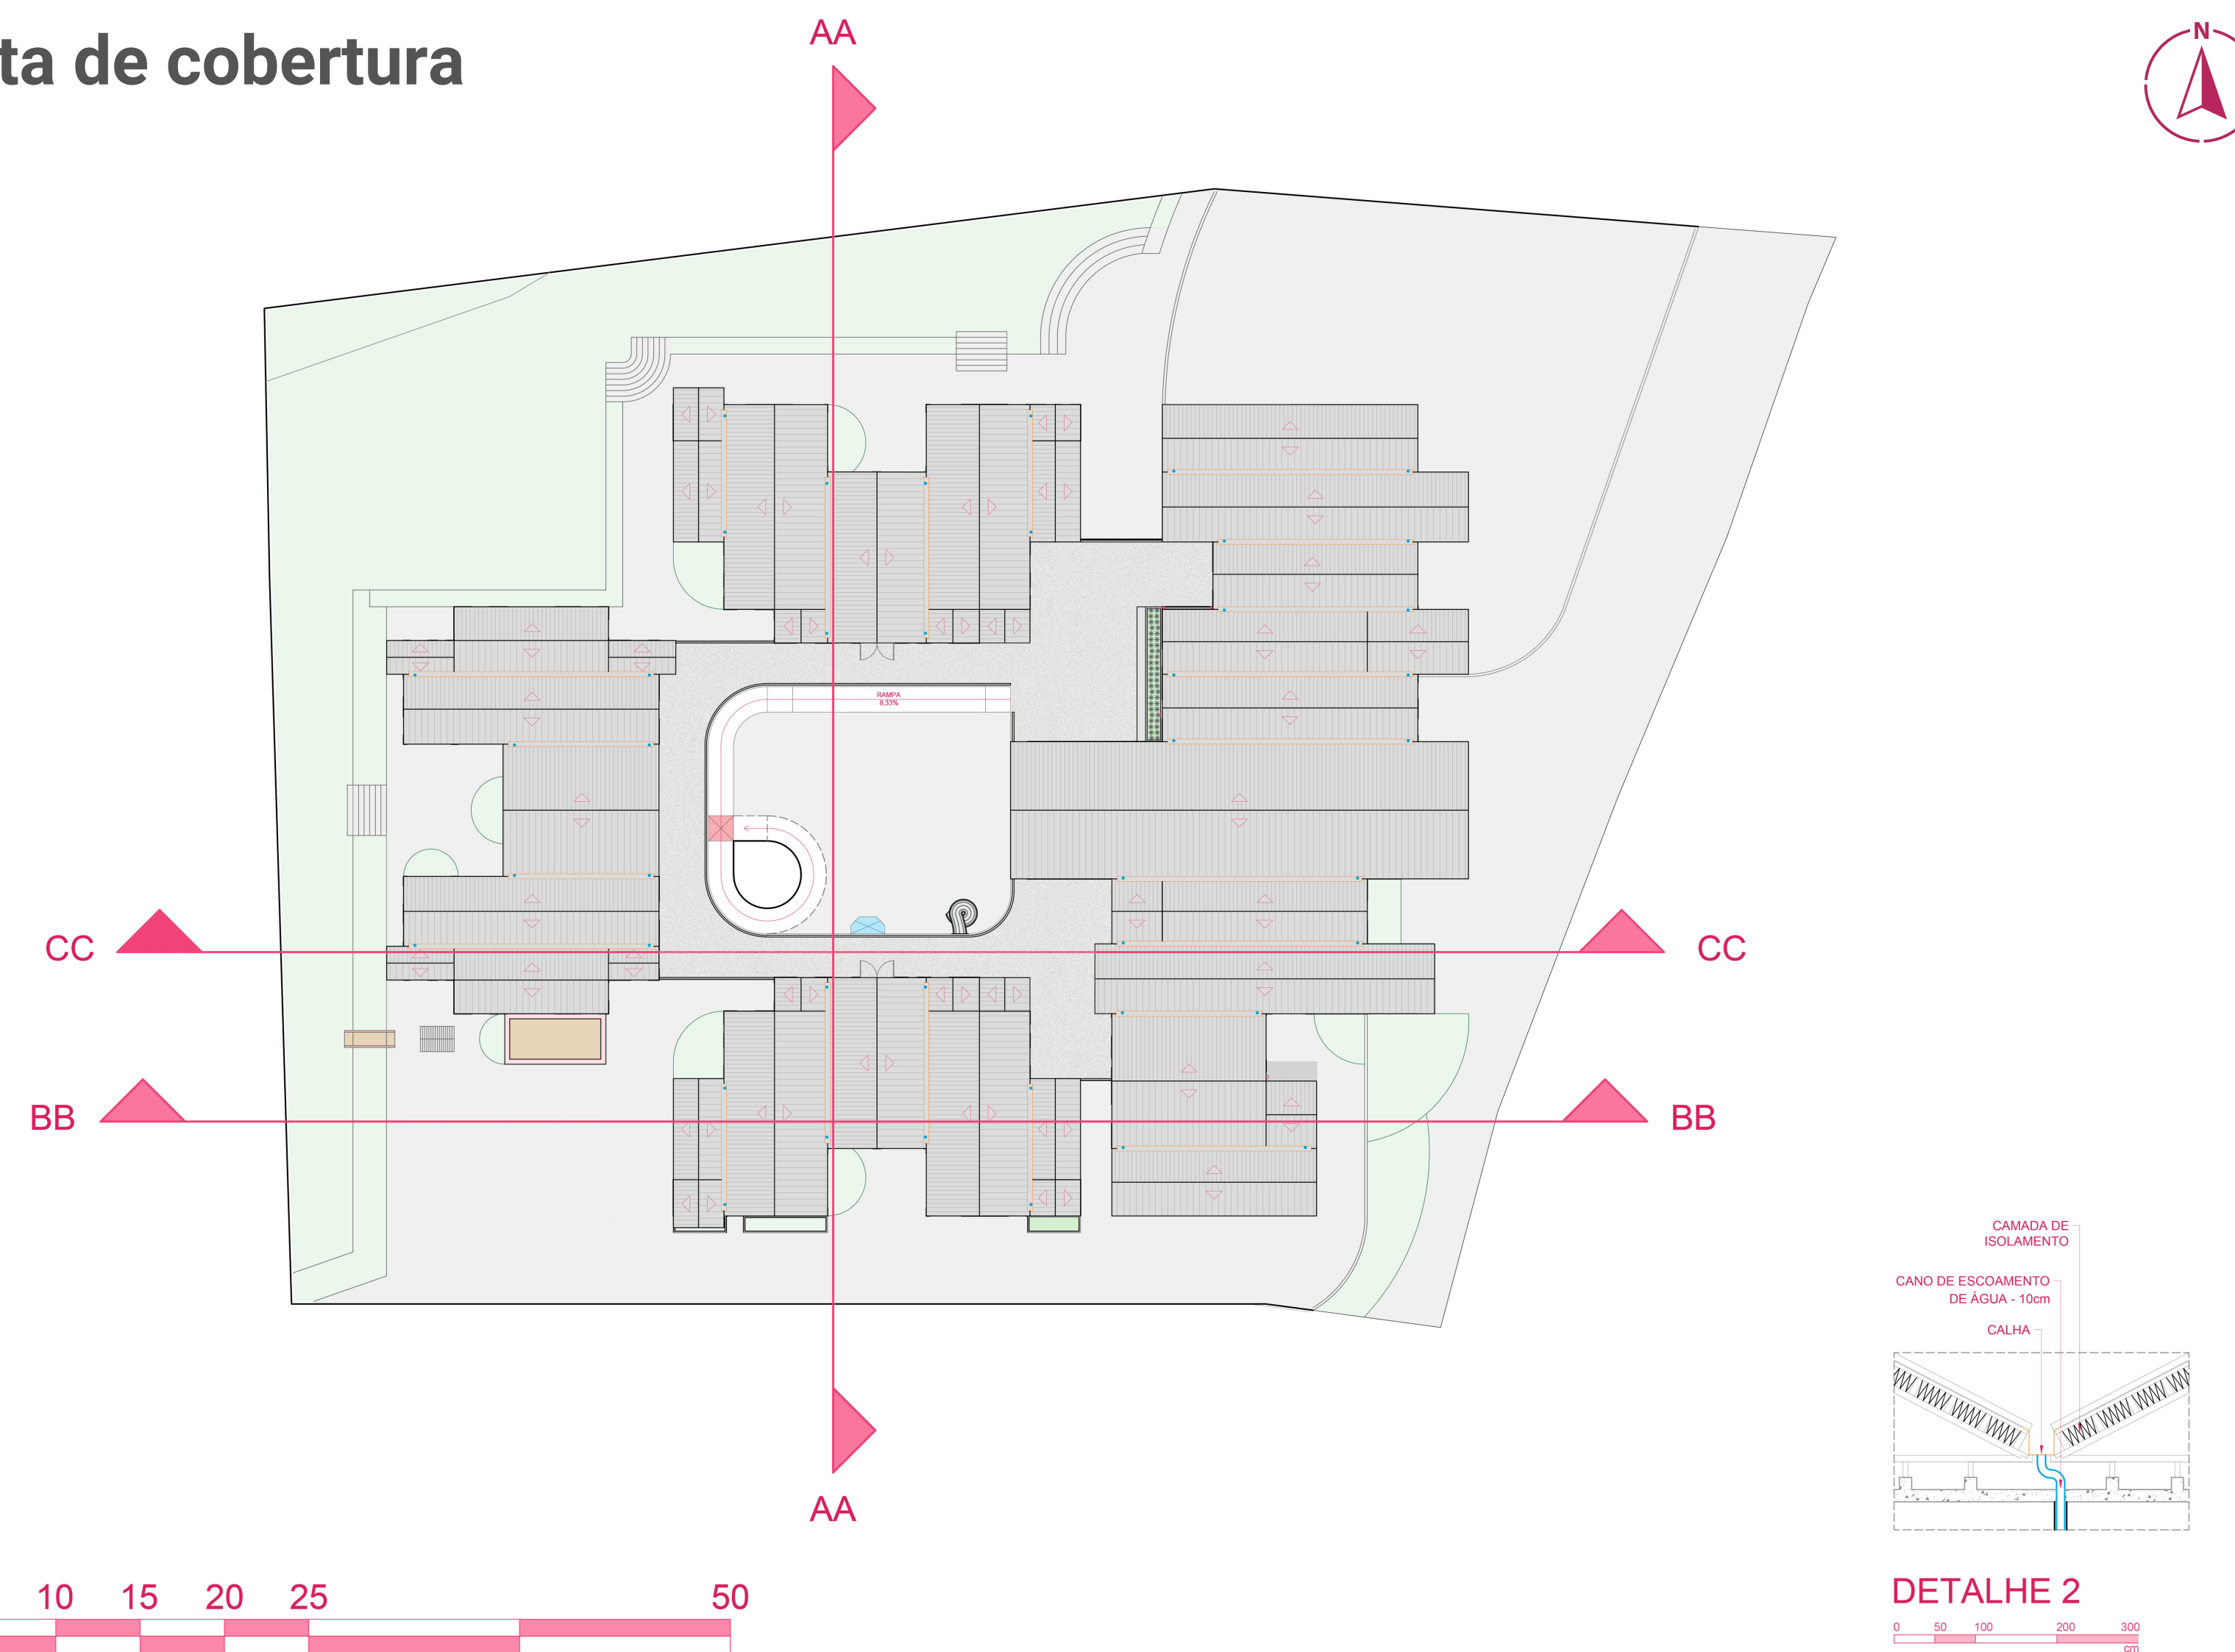 ta de cobertura
AA
N
RAMPA
8,33%
CC
CC
BB
BB
AA
CAMADA DE
ISOLAMENTO
CANO DE ESCOAMENTO
DE ÁGUA - 10cm
CALHA
DETALHE 2
0 50 100 200 300
cm
10 15 20 25 50